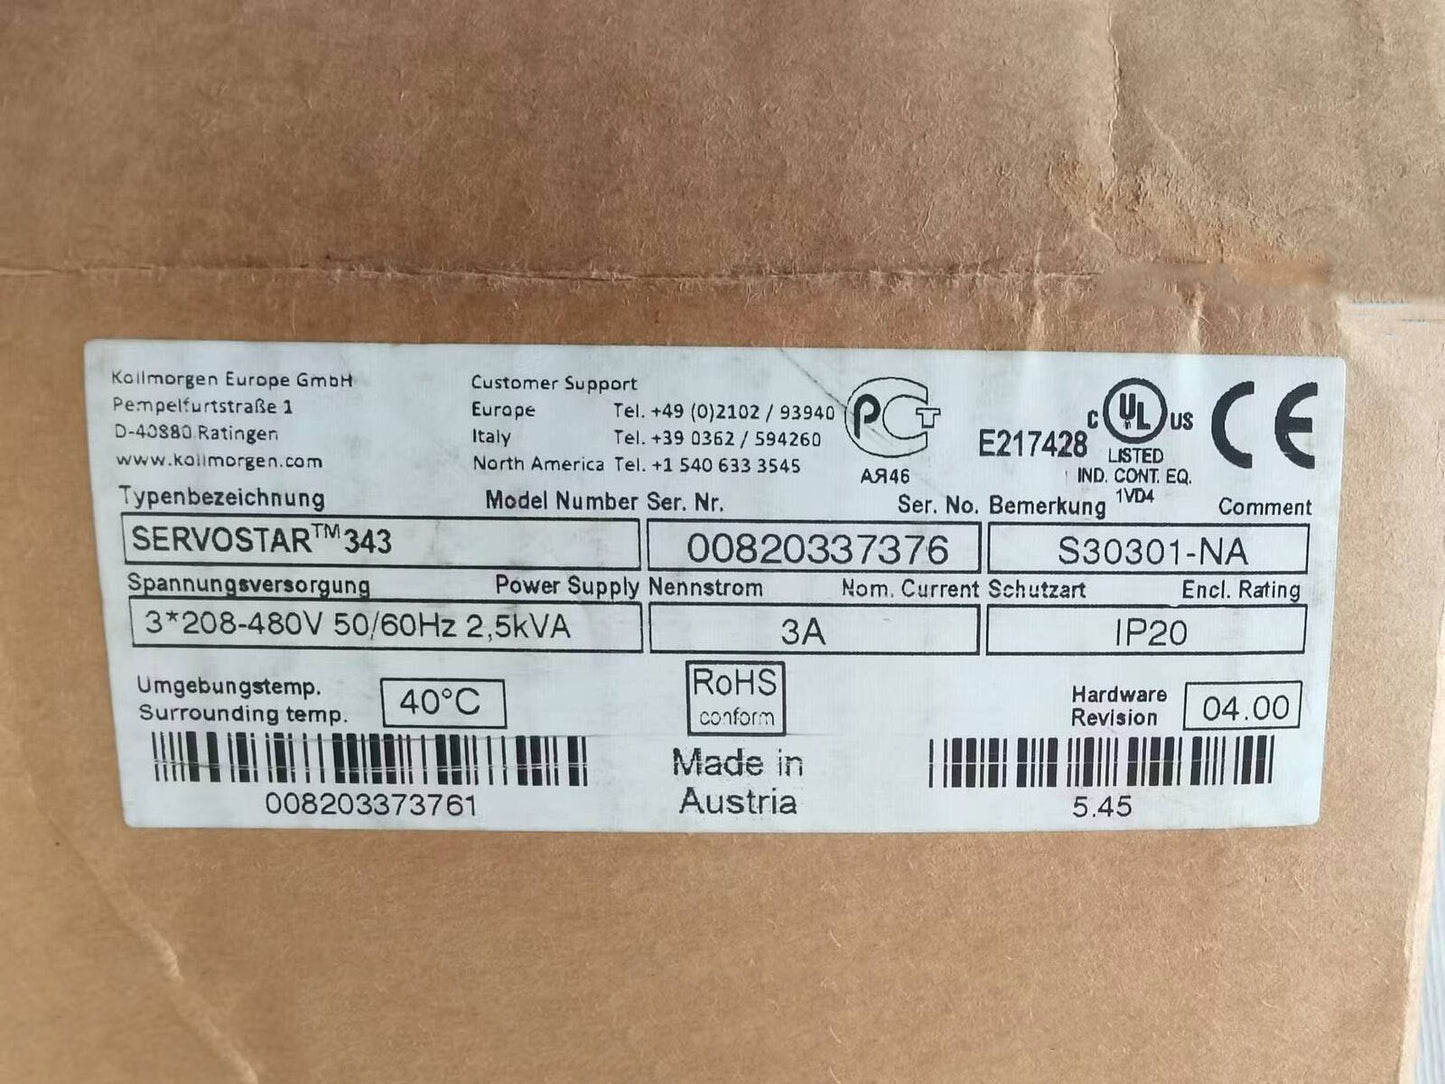 Kollmorgen Europe GmbH
Pempelfurtstraße 1
D-40880 Ratingen
www.kollmorgen.com
Customer Support
Europe Tel. +49 (0)2102 / 93940
Italy Tel. +39 0362 / 594260
North America Tel. +1 540 633 3545
РСТ
АЯ46
E217428
C UL US
LISTED
IND. CONT. EQ.
1VD4
CE
Typenbezeichnung Model Number Ser. Nr. Ser. No. Bemerkung Comment
SERVOSTAR™ 343 00820337376 S30301-NA
Spannungsversorgung Power Supply Nennstrom Nom. Current Schutzart Encl. Rating
3*208-480V 50/60Hz 2,5kVA 3A IP20
Umgebungstemp.
Surrounding temp. 40°C
RoHS
conform
Hardware
Revision 04.00
008203373761
Made in
Austria
5.45